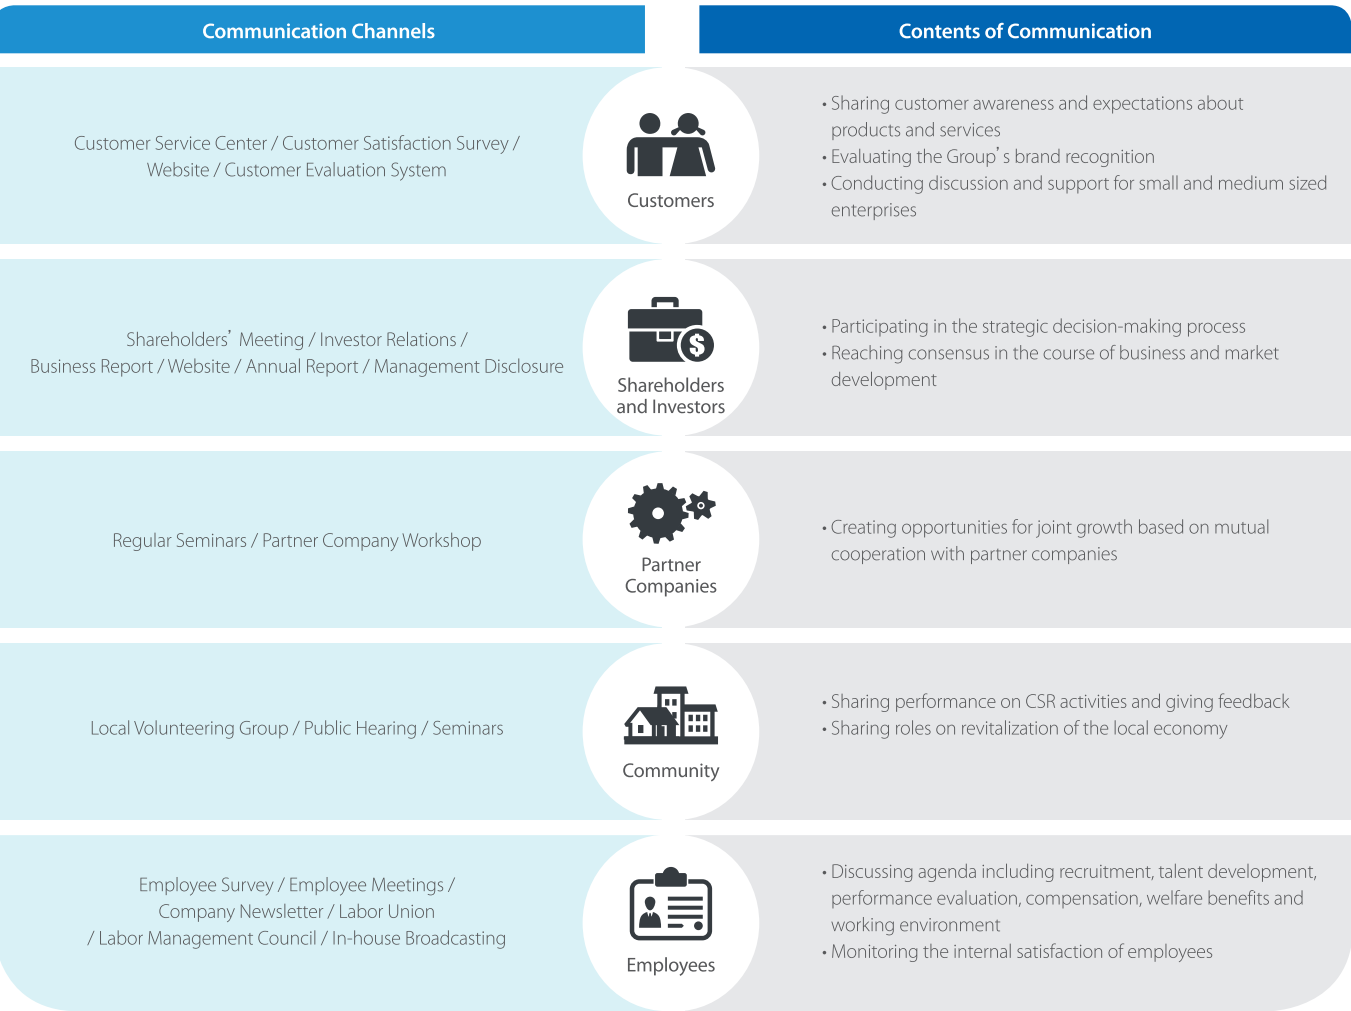 Communication Channels
Contents of Communication
Customer Service Center / Customer Satisfaction Survey /
Website / Customer Evaluation System
Customers
• Sharing customer awareness and expectations about
products and services
• Evaluating the Group's brand recognition
• Conducting discussion and support for small and medium sized
enterprises
Shareholders' Meeting / Investor Relations /
Business Report / Website / Annual Report / Management Disclosure
$
Shareholders
and Investors
• Participating in the strategic decision-making process
• Reaching consensus in the course of business and market
development
Regular Seminars / Partner Company Workshop
Partner
Companies
• Creating opportunities for joint growth based on mutual
cooperation with partner companies
Local Volunteering Group / Public Hearing / Seminars
Community
• Sharing performance on CSR activities and giving feedback
• Sharing roles on revitalization of the local economy
Employee Survey / Employee Meetings /
Company Newsletter / Labor Union
/ Labor Management Council / In-house Broadcasting
Employees
• Discussing agenda including recruitment, talent development,
performance evaluation, compensation, welfare benefits and
working environment
• Monitoring the internal satisfaction of employees